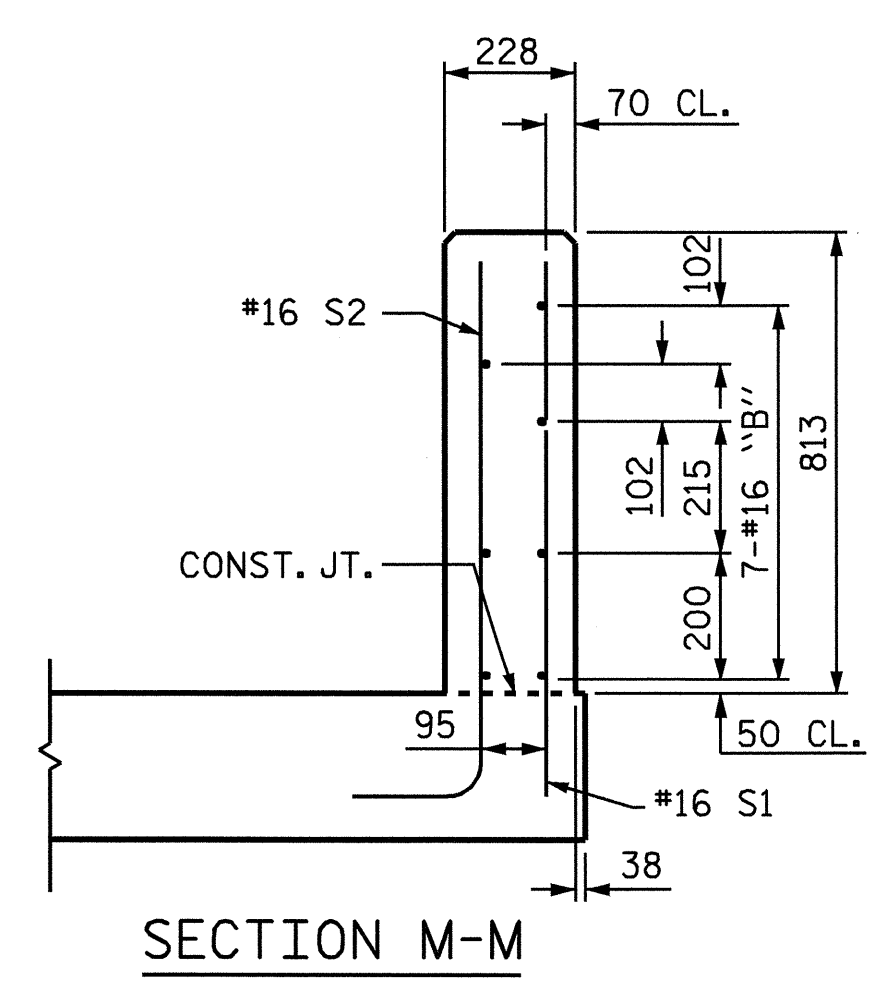 228
70 CL.
102
#16 S2
7-#16 "B"
813
102
215
CONST. JT.
200
95
50 CL.
#16 S1
38
SECTION M-M